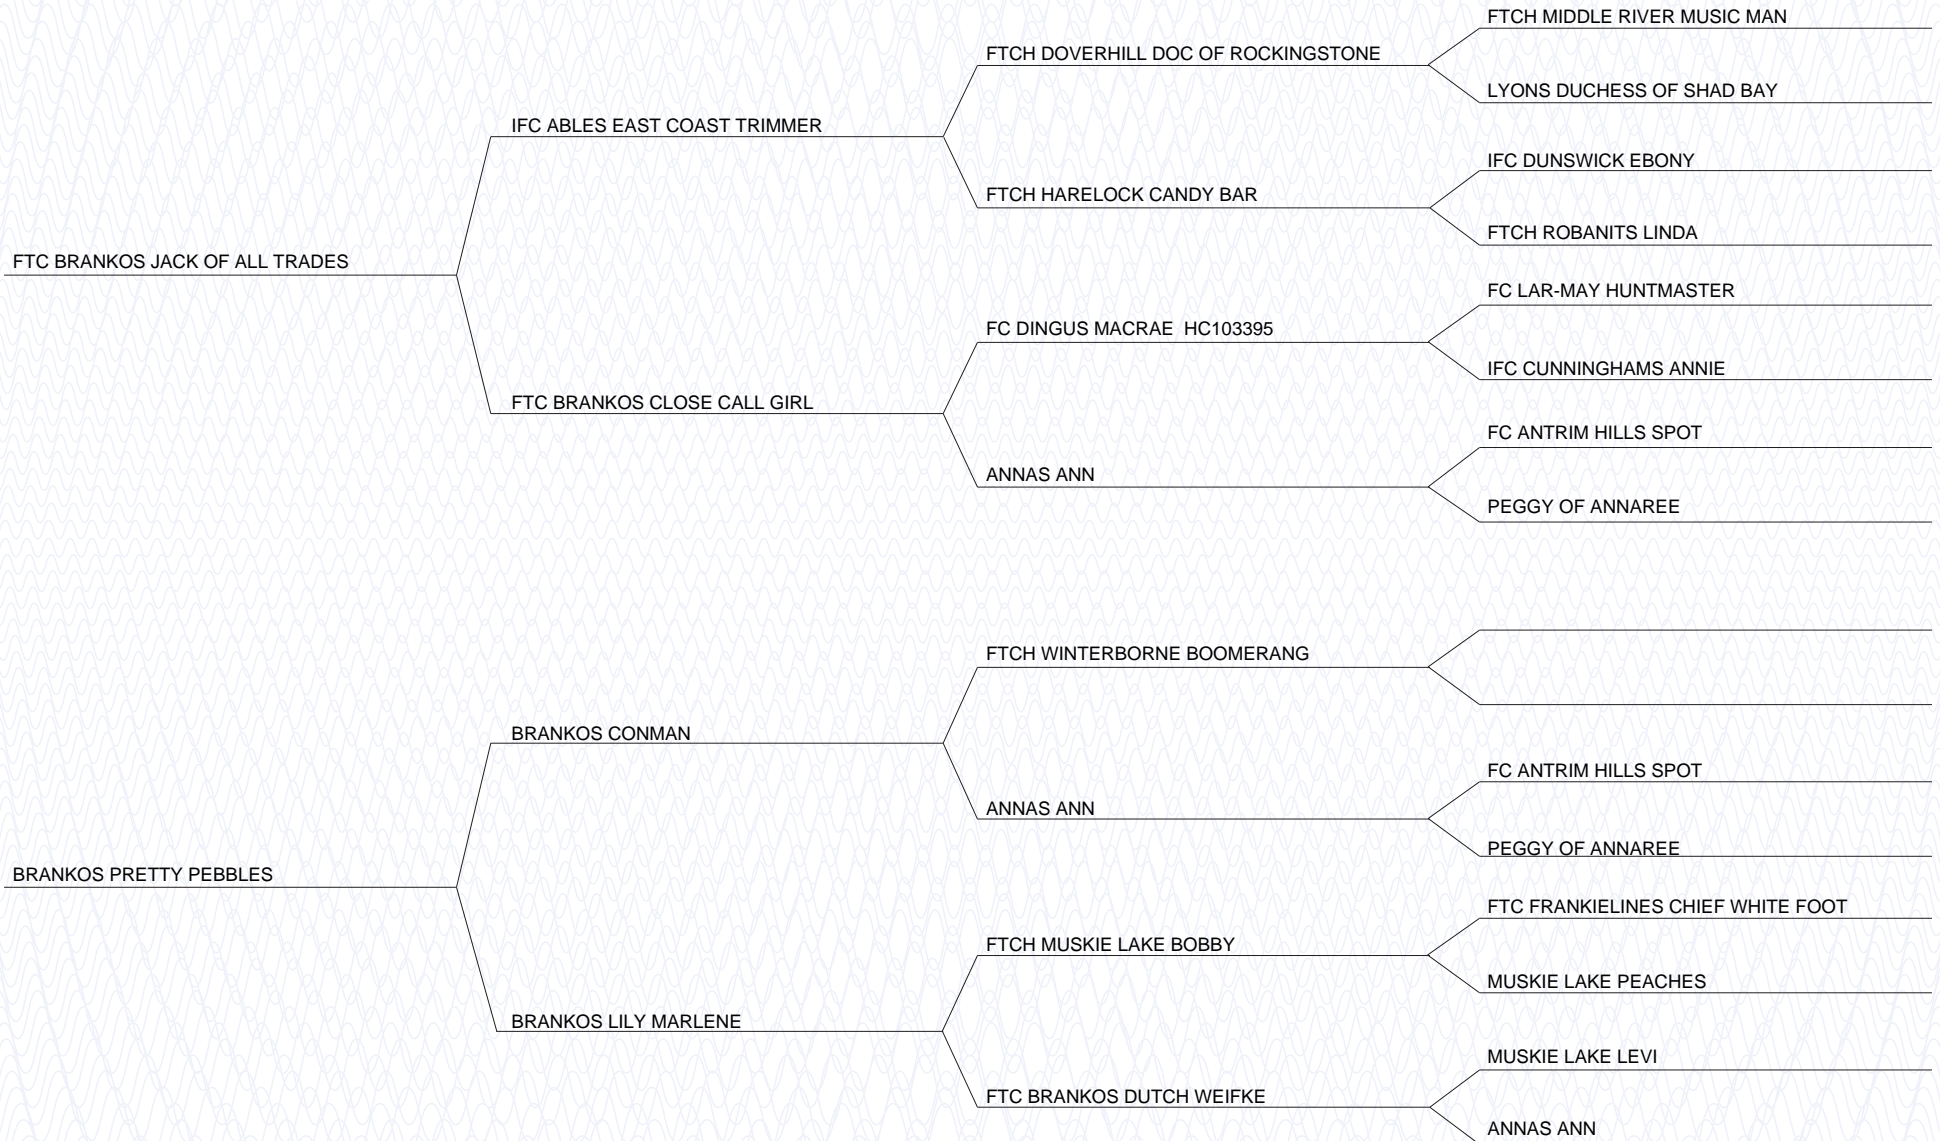 FTCH MIDDLE RIVER MUSIC MAN
FTCH DOVERHILL DOC OF ROCKINGSTONE
LYONS DUCHESS OF SHAD BAY
IFC ABLES EAST COAST TRIMMER
IFC DUNSWICK EBONY
FTCH HARELOCK CANDY BAR
FTCH ROBANITS LINDA
FTC BRANKOS JACK OF ALL TRADES
FC LAR-MAY HUNTMASTER
FC DINGUS MACRAE  HC103395
IFC CUNNINGHAMS ANNIE
FTC BRANKOS CLOSE CALL GIRL
FC ANTRIM HILLS SPOT
ANNAS ANN
PEGGY OF ANNAREE
FTCH WINTERBORNE BOOMERANG
BRANKOS CONMAN
FC ANTRIM HILLS SPOT
ANNAS ANN
PEGGY OF ANNAREE
BRANKOS PRETTY PEBBLES
FTC FRANKIELINES CHIEF WHITE FOOT
FTCH MUSKIE LAKE BOBBY
MUSKIE LAKE PEACHES
BRANKOS LILY MARLENE
MUSKIE LAKE LEVI
FTC BRANKOS DUTCH WEIFKE
ANNAS ANN